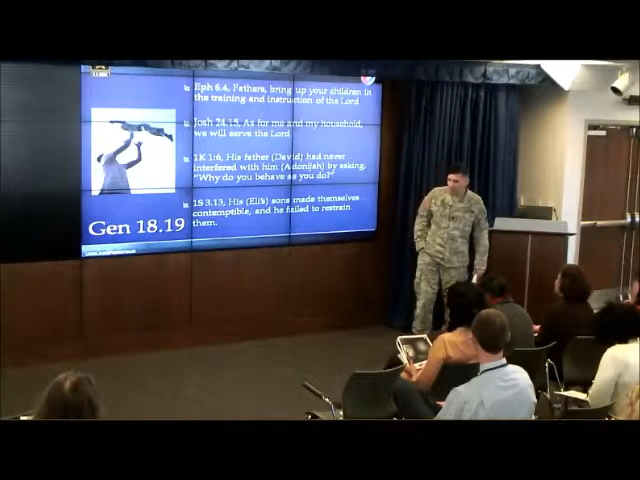 Eph 6.4, Fathers, bring up your children in
the training and instruction of the Lord
Josh 24.15, As for me and my household,
we will serve the Lord
1K 1:6, His father (David) had never
interfered with him (Adonijah) by asking,
"Why do you behave as you do?"
1S 3.13, His (Eli's) sons made themselves
contemptible, and he failed to restrain
them.
Gen 18.19